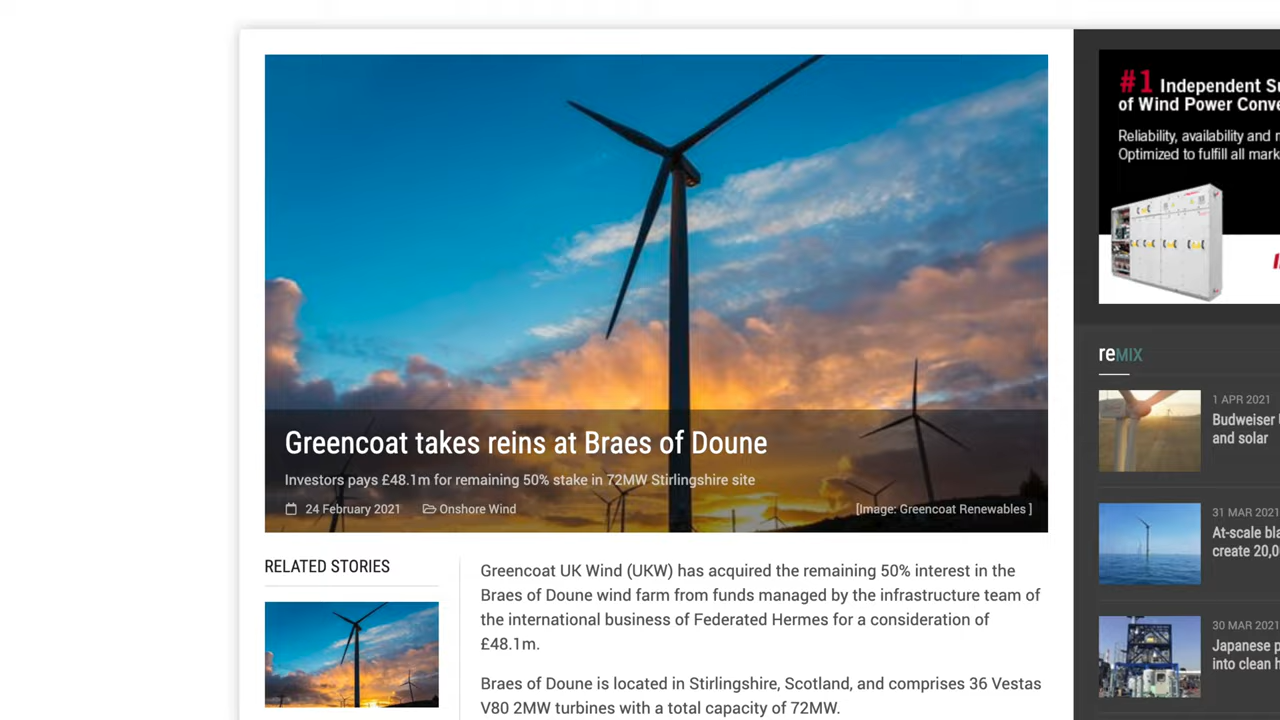 Greencoat takes reins at Braes of Doune
Investors pays £48.1m for remaining 50% stake in 72MW Stirlingshire site
24 February 2021 Onshore Wind
[Image: Greencoat Renewables ]
RELATED STORIES
Greencoat UK Wind (UKW) has acquired the remaining 50% interest in the
Braes of Doune wind farm from funds managed by the infrastructure team of
the international business of Federated Hermes for a consideration of
£48.1m.
Braes of Doune is located in Stirlingshire, Scotland, and comprises 36 Vestas
V80 2MW turbines with a total capacity of 72MW.
#1 Independent
of Wind Power
Reliability, availability and
Optimized to fulfill all
reMIX
1 APR 2021
Budweiser
and solar
31 MAR 2021
At-scale
create
30 MAR 2021
Japanese
into clean